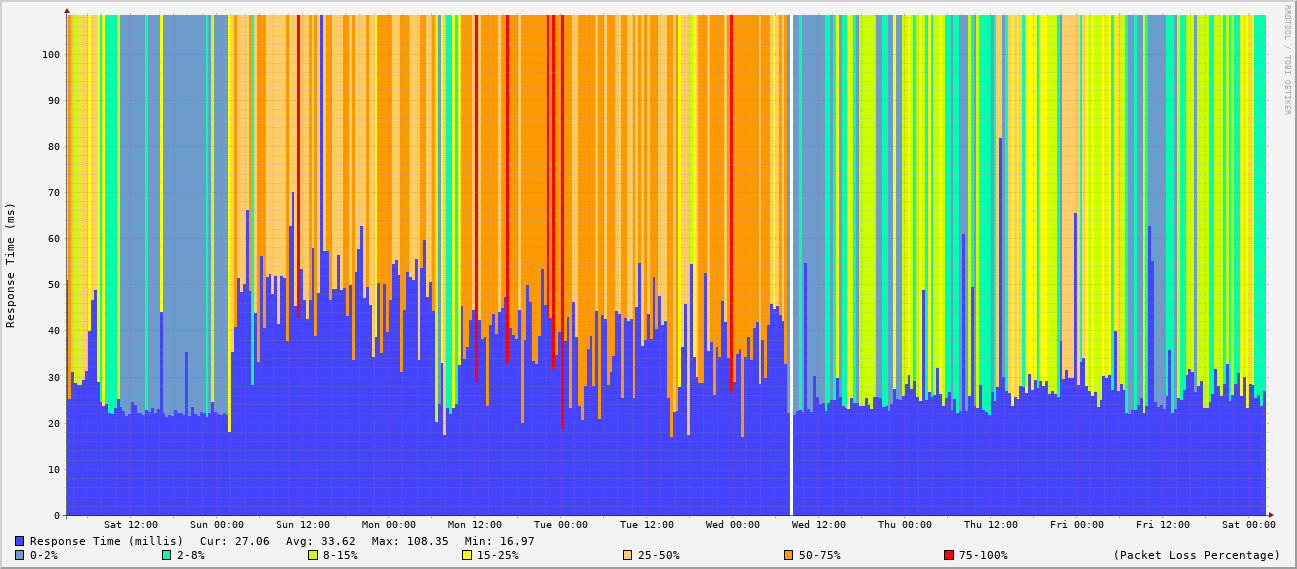 RRDTOOL / TOBI OETIKER
Response Time (ms)
100
90
80
70
60
50
40
30
20
10
0
Sat 12:00 Sun 00:00 Sun 12:00 Mon 00:00 Mon 12:00 Tue 00:00 Tue 12:00 Wed 00:00 Wed 12:00 Thu 00:00 Thu 12:00 Fri 00:00 Fri 12:00 Sat 00:00
Response Time (millis) Cur: 27.06 Avg: 33.62 Max: 108.35 Min: 16.97
0-2% 2-8% 8-15% 15-25% 25-50% 50-75% 75-100% (Packet Loss Percentage)